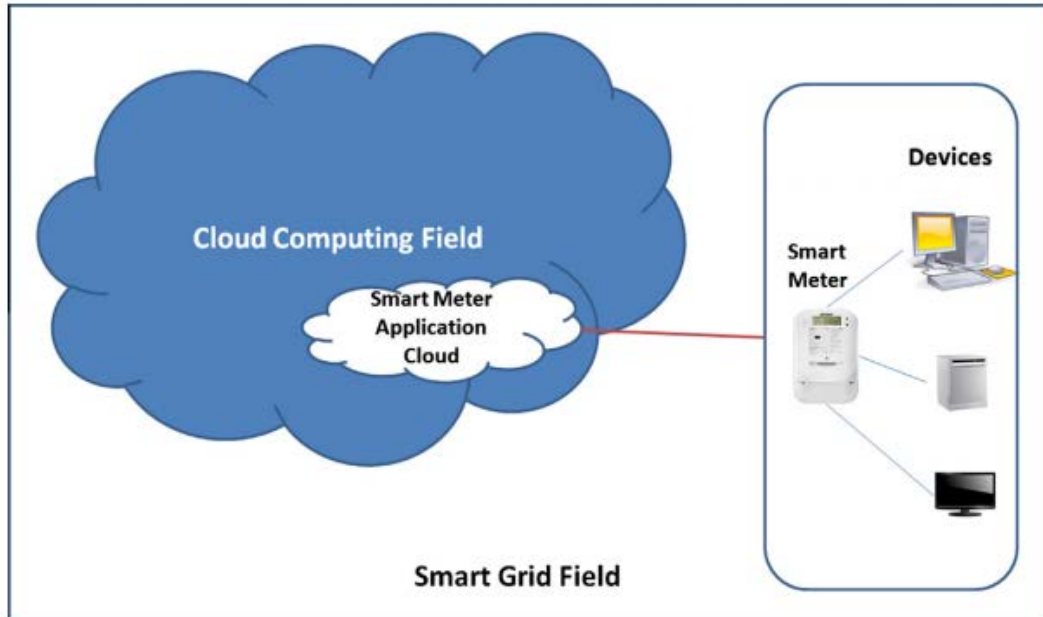 Devices
Cloud Computing Field
Smart
Meter
Smart Meter
Application
Cloud
Smart Grid Field